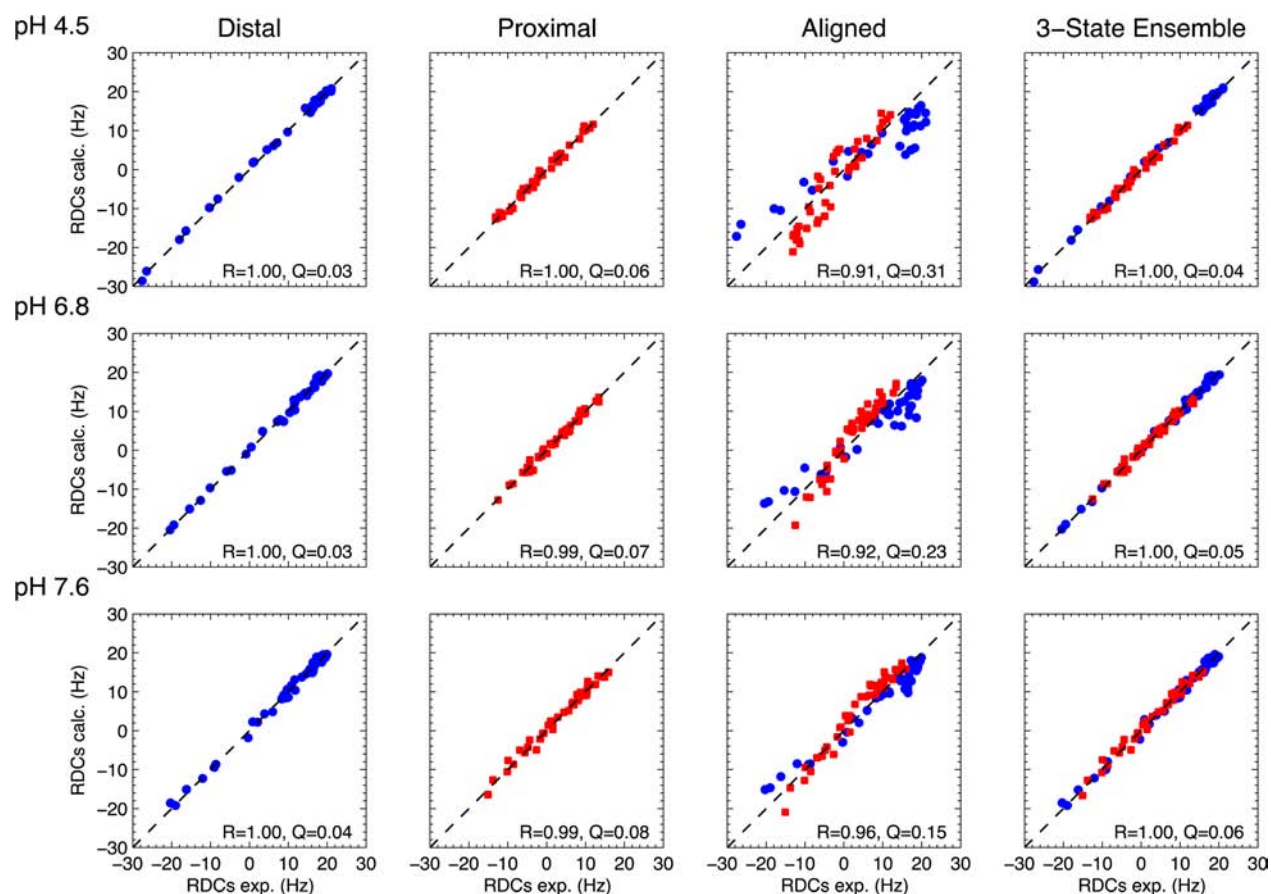 pH 4.5
Distal
Proximal
Aligned
3-State Ensemble
RDCs calc. (Hz)
30
20
10
0
-10
-20
-30
R=1.00, Q=0.03
R=1.00, Q=0.06
R=0.91, Q=0.31
R=1.00, Q=0.04
pH 6.8
RDCs calc. (Hz)
30
20
10
0
-10
-20
-30
R=1.00, Q=0.03
R=0.99, Q=0.07
R=0.92, Q=0.23
R=1.00, Q=0.05
pH 7.6
RDCs calc. (Hz)
30
20
10
0
-10
-20
-30
R=1.00, Q=0.04
R=0.99, Q=0.08
R=0.96, Q=0.15
R=1.00, Q=0.06
-30 -20 -10 0 10 20 30
-30 -20 -10 0 10 20 30
-30 -20 -10 0 10 20 30
-30 -20 -10 0 10 20 30
RDCs exp. (Hz)
RDCs exp. (Hz)
RDCs exp. (Hz)
RDCs exp. (Hz)